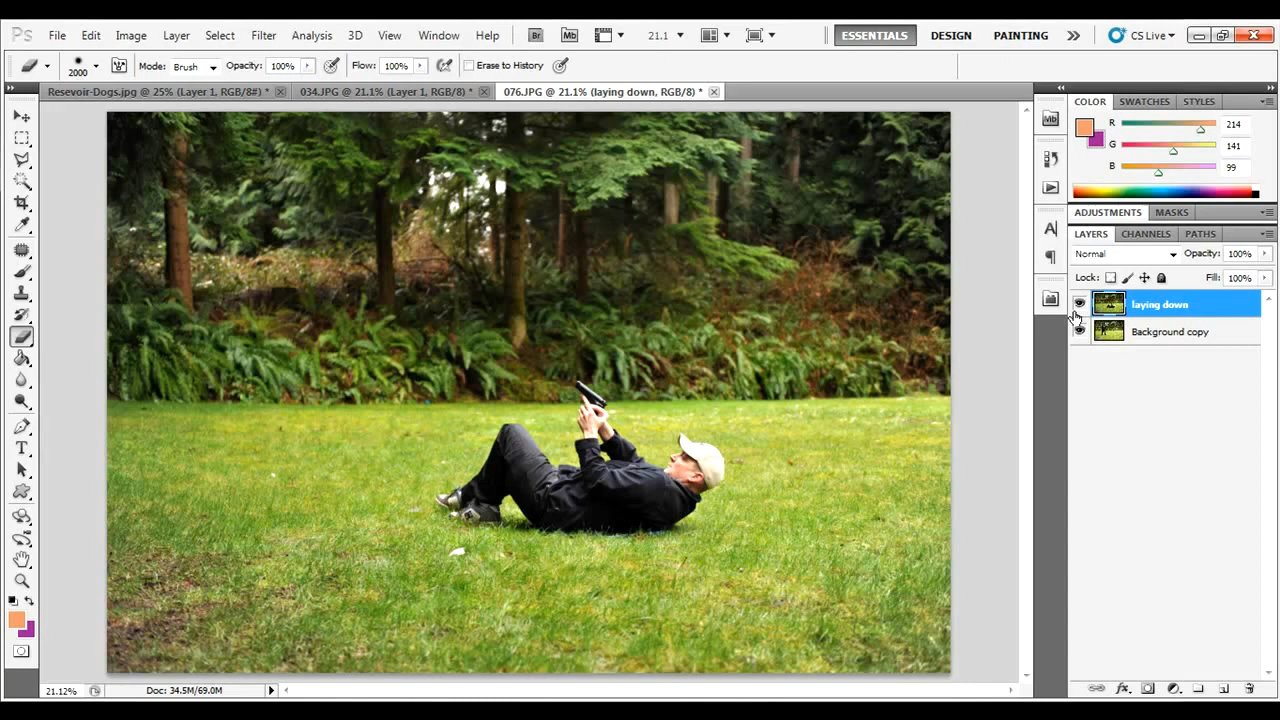 Ps File Edit Image Layer Select Filter Analysis 3D View Window Help Br Mb 21.1 ESSENTIALS DESIGN PAINTING CS Live
2000 Mode: Brush Opacity: 100% Flow: 100% Erase to History
Resevoir-Dogs.jpg @ 25% (Layer 1, RGB/8#) * 034.JPG @ 21.1% (Layer 1, RGB/8) * 076.JPG @ 21.1% (laying down, RGB/8) *
COLOR SWATCHES STYLES
Mb
R 214
G 141
B 99
ADJUSTMENTS MASKS
LAYERS CHANNELS PATHS
Normal Opacity: 100%
Lock: Fill: 100%
laying down
Background copy
21.12% Doc: 34.5M/69.0M